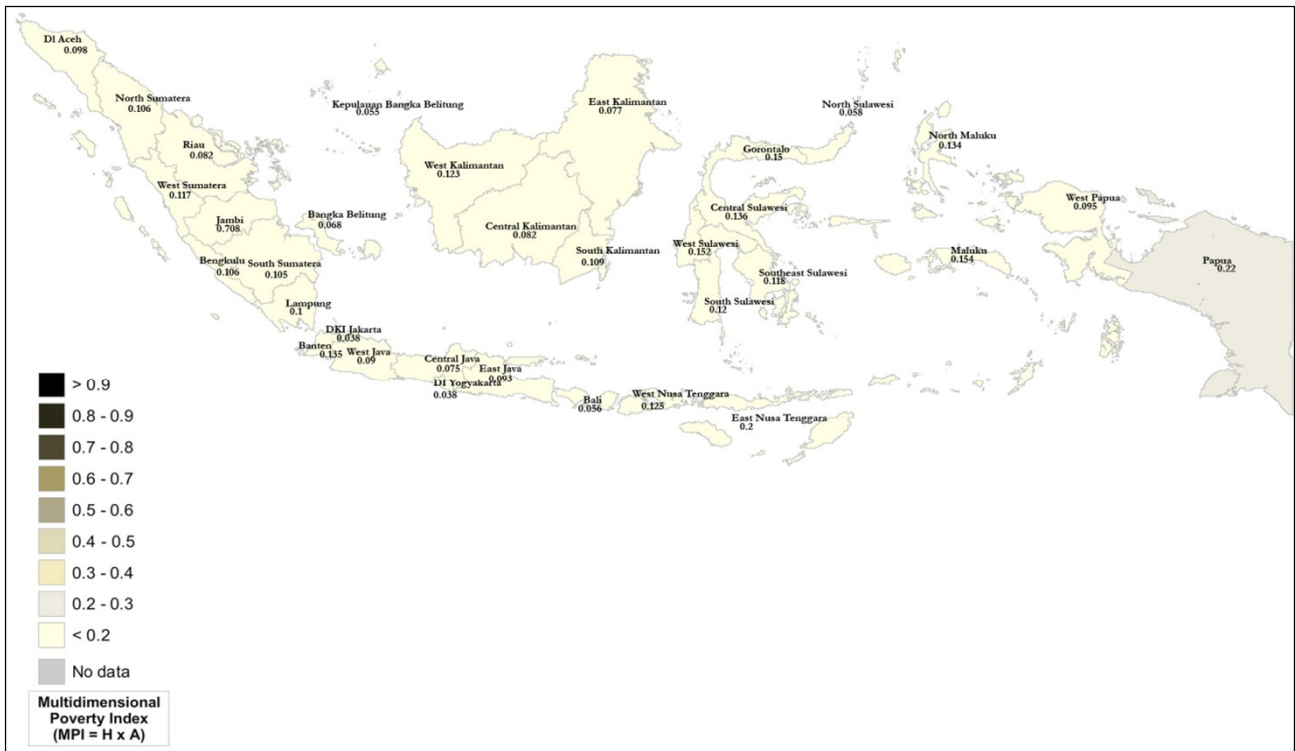 DI Aceh
0.098
North Sumatera
0.106
Kepulauan Bangka Belitung
0.055
East Kalimantan
0.077
North Sulawesi
0.058
North Maluku
0.134
Riau
0.082
West Kalimantan
0.123
Gorontalo
0.15
West Sumatera
0.117
West Papua
0.095
Jambi
0.708
Bangka Belitung
0.068
Central Kalimantan
0.082
Central Sulawesi
0.136
South Kalimantan
0.109
West Sulawesi
0.152
Maluku
0.154
Papua
0.22
Bengkulu
0.106
South Sumatera
0.105
Southeast Sulawesi
0.118
Lampung
0.1
South Sulawesi
0.12
DKI Jakarta
0.038
Banten
0.135
West Java
0.09
Central Java
0.075
East Java
0.093
DI Yogyakarta
0.038
Bali
0.056
West Nusa Tenggara
0.125
East Nusa Tenggara
0.2
> 0.9
0.8 - 0.9
0.7 - 0.8
0.6 - 0.7
0.5 - 0.6
0.4 - 0.5
0.3 - 0.4
0.2 - 0.3
< 0.2
No data
Multidimensional
Poverty Index
(MPI = H x A)